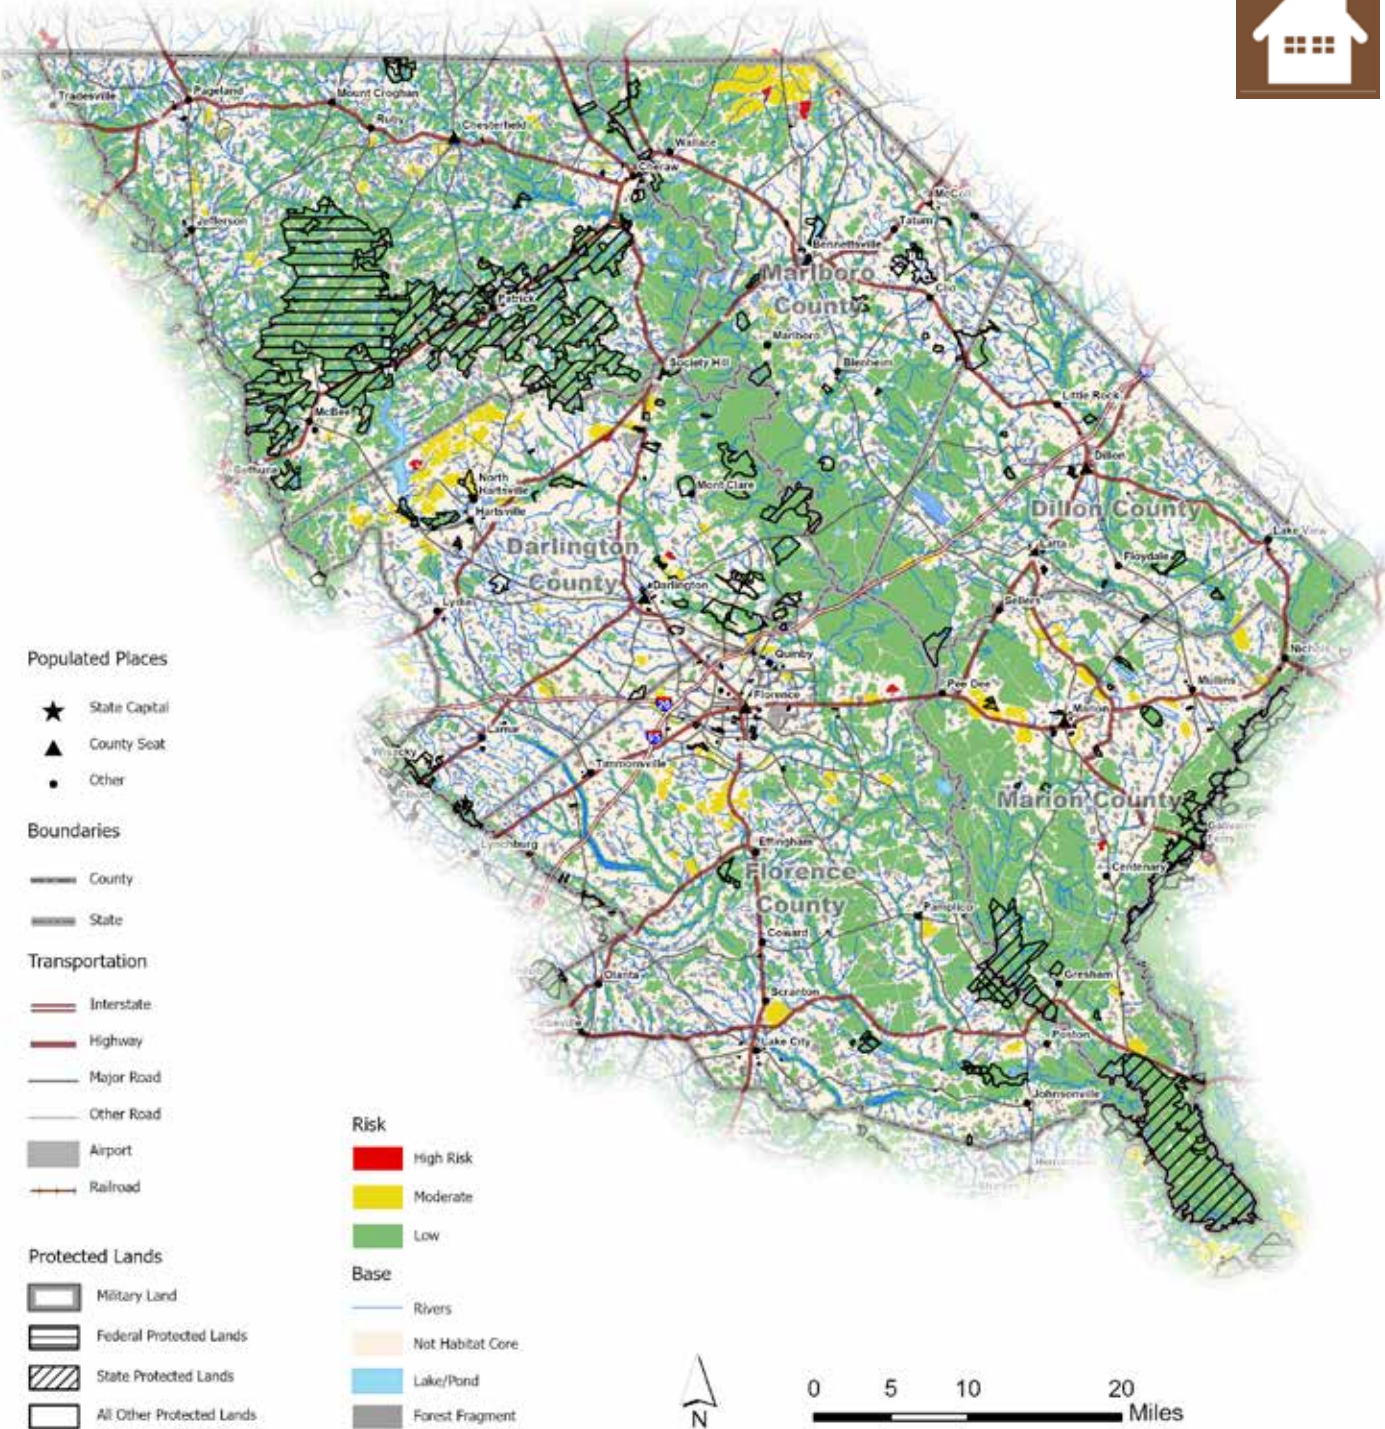 Tradesville
Pageland
Mount Croghan
Ruby
Chesterfield
Wallace
Cheraw
McColl
Jefferson
Tatum
Bennettsville
Marlboro
County
Clio
Patrick
Marlboro
Society Hill
Blenheim
McBee
Little Rock
Bethune
Dillon
North
Hartsville
Mont Clare
Hartsville
Dillon County
Lake View
Darlington
County
Latta
Floydale
Darlington
Lydia
Sellers
Quinby
Nichols
Pee Dee
Mullins
Florence
20
Marion
Lamar
95
Wisacky
Timmonsville
Marion County
Lynchburg
Effingham
Centenary
Florence
County
Pamplico
Coward
Olanta
Gresham
Scranton
Turbeville
Lake City
Poston
Johnsonville
Populated Places
State Capital
County Seat
Other
Boundaries
County
State
Transportation
Interstate
Highway
Major Road
Other Road
Airport
Railroad
Protected Lands
Military Land
Federal Protected Lands
State Protected Lands
All Other Protected Lands
Risk
High Risk
Moderate
Low
Base
Rivers
Not Habitat Core
Lake/Pond
Forest Fragment
N
0 5 10 20
Miles